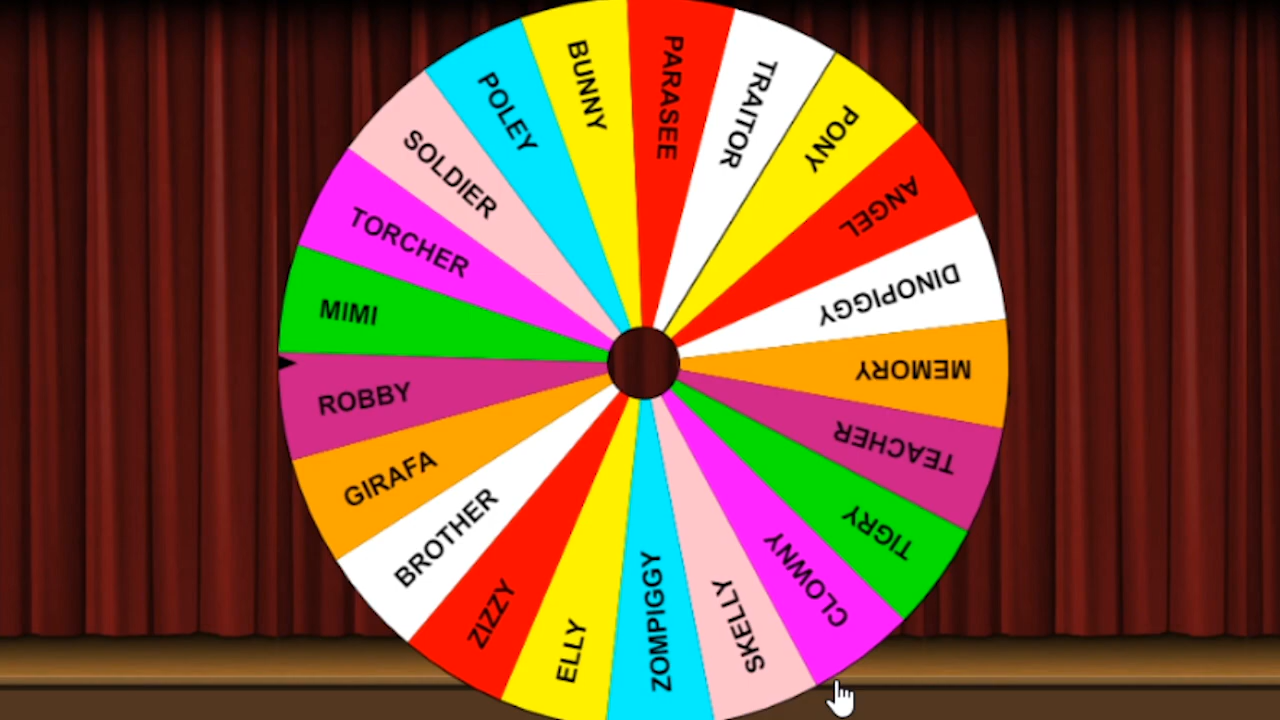 PARASEE
TRAITOR
PONY
ANGEL
DINOPIGGY
MEMORY
TEACHER
TIGRY
CLOWNY
SKELLY
ZOMPIGGY
ELLY
ZIZZY
BROTHER
GIRAFA
ROBBY
MIMI
TORCHER
SOLDIER
POLEY
BUNNY